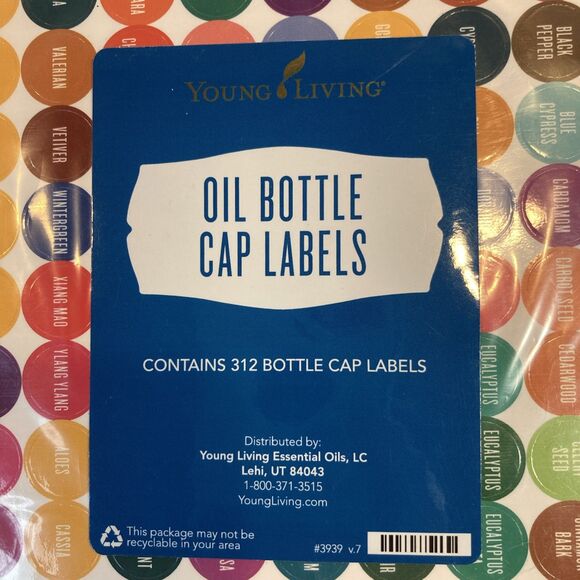 YOUNG LIVING®
OIL BOTTLE
CAP LABELS
CONTAINS 312 BOTTLE CAP LABELS
Distributed by:
Young Living Essential Oils, LC
Lehi, UT 84043
1-800-371-3515
YoungLiving.com
This package may not be
recyclable in your area
#3939 v.7
VALERIAN
VETIVER
WINTERGREEN
XIANG MAO
YLANG YLANG
ALOES
CASSIA
BLACK
PEPPER
BLUE
CYPRESS
CARDAMOM
CARROT SEED
CEDARWOOD
SEED
BARK
EUCALYPTUS
EUCALYPTUS
EUCALYPTUS